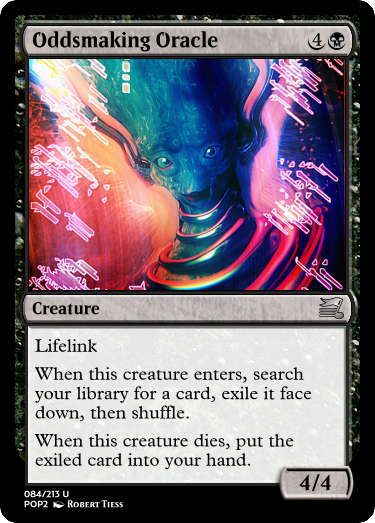 Oddsmaking Oracle 4
Creature
Lifelink
When this creature enters, search
your library for a card, exile it face
down, then shuffle.
When this creature dies, put the
exiled card into your hand.
4/4
084/213 U
POP2 Robert Tiess